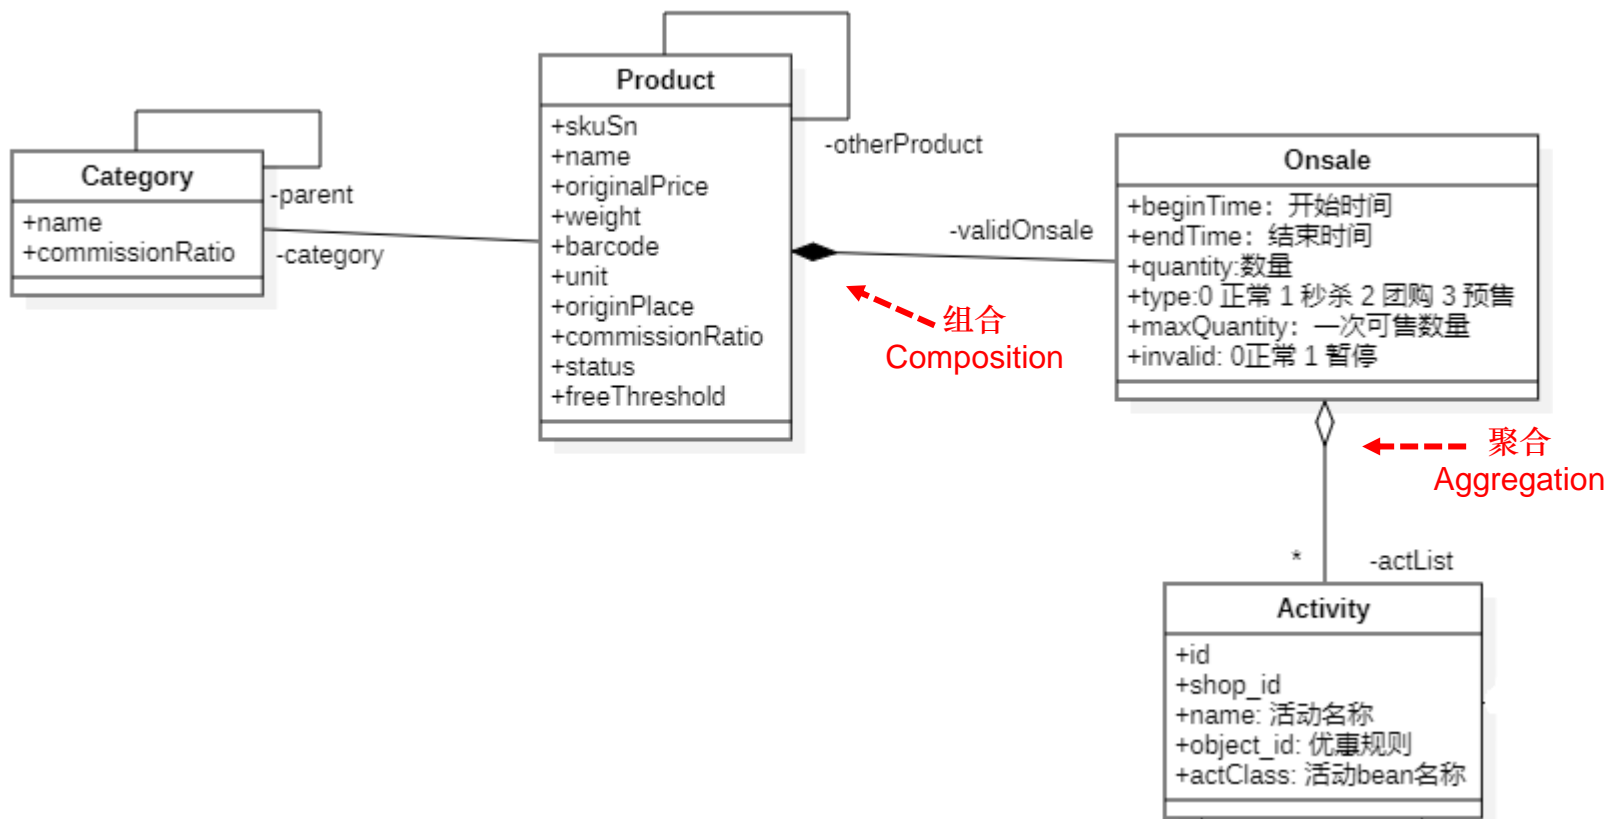 Product
+skuSn
+name
+originalPrice
+weight
+barcode
+unit
+originPlace
+commissionRatio
+status
+freeThreshold
-otherProduct
Category
+name
+commissionRatio
-parent
-category
-validOnsale
组合
Composition
Onsale
+beginTime：开始时间
+endTime：结束时间
+quantity:数量
+type:0 正常 1 秒杀 2 团购 3 预售
+maxQuantity：一次可售数量
+invalid: 0正常 1 暂停
聚合
Aggregation
* -actList
Activity
+id
+shop_id
+name: 活动名称
+object_id: 优惠规则
+actClass: 活动bean名称